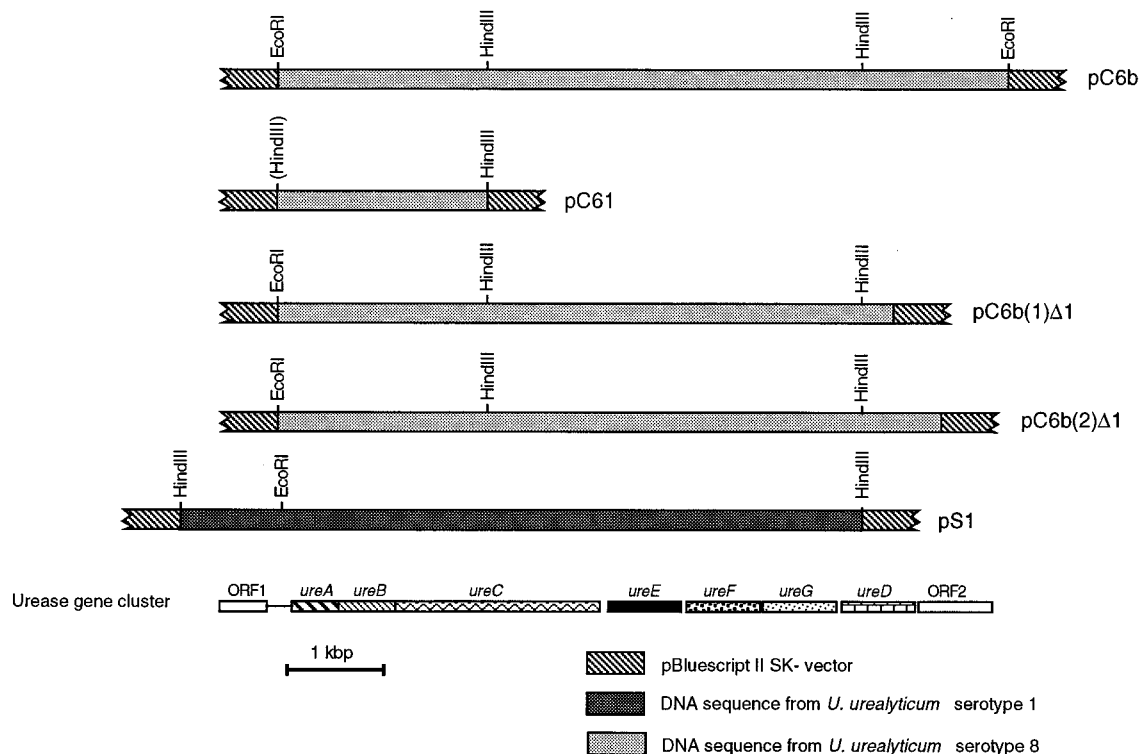 EcoRI HindIII HindIII EcoRI
pC6b
(HindIII) HindIII
pC61
EcoRI HindIII HindIII
pC6b(1)Δ1
EcoRI HindIII HindIII
pC6b(2)Δ1
HindIII EcoRI HindIII
pS1
Urease gene cluster ORF1 ureA ureB ureC ureE ureF ureG ureD ORF2
1 kbp
pBluescript II SK- vector
DNA sequence from U. urealyticum serotype 1
DNA sequence from U. urealyticum serotype 8